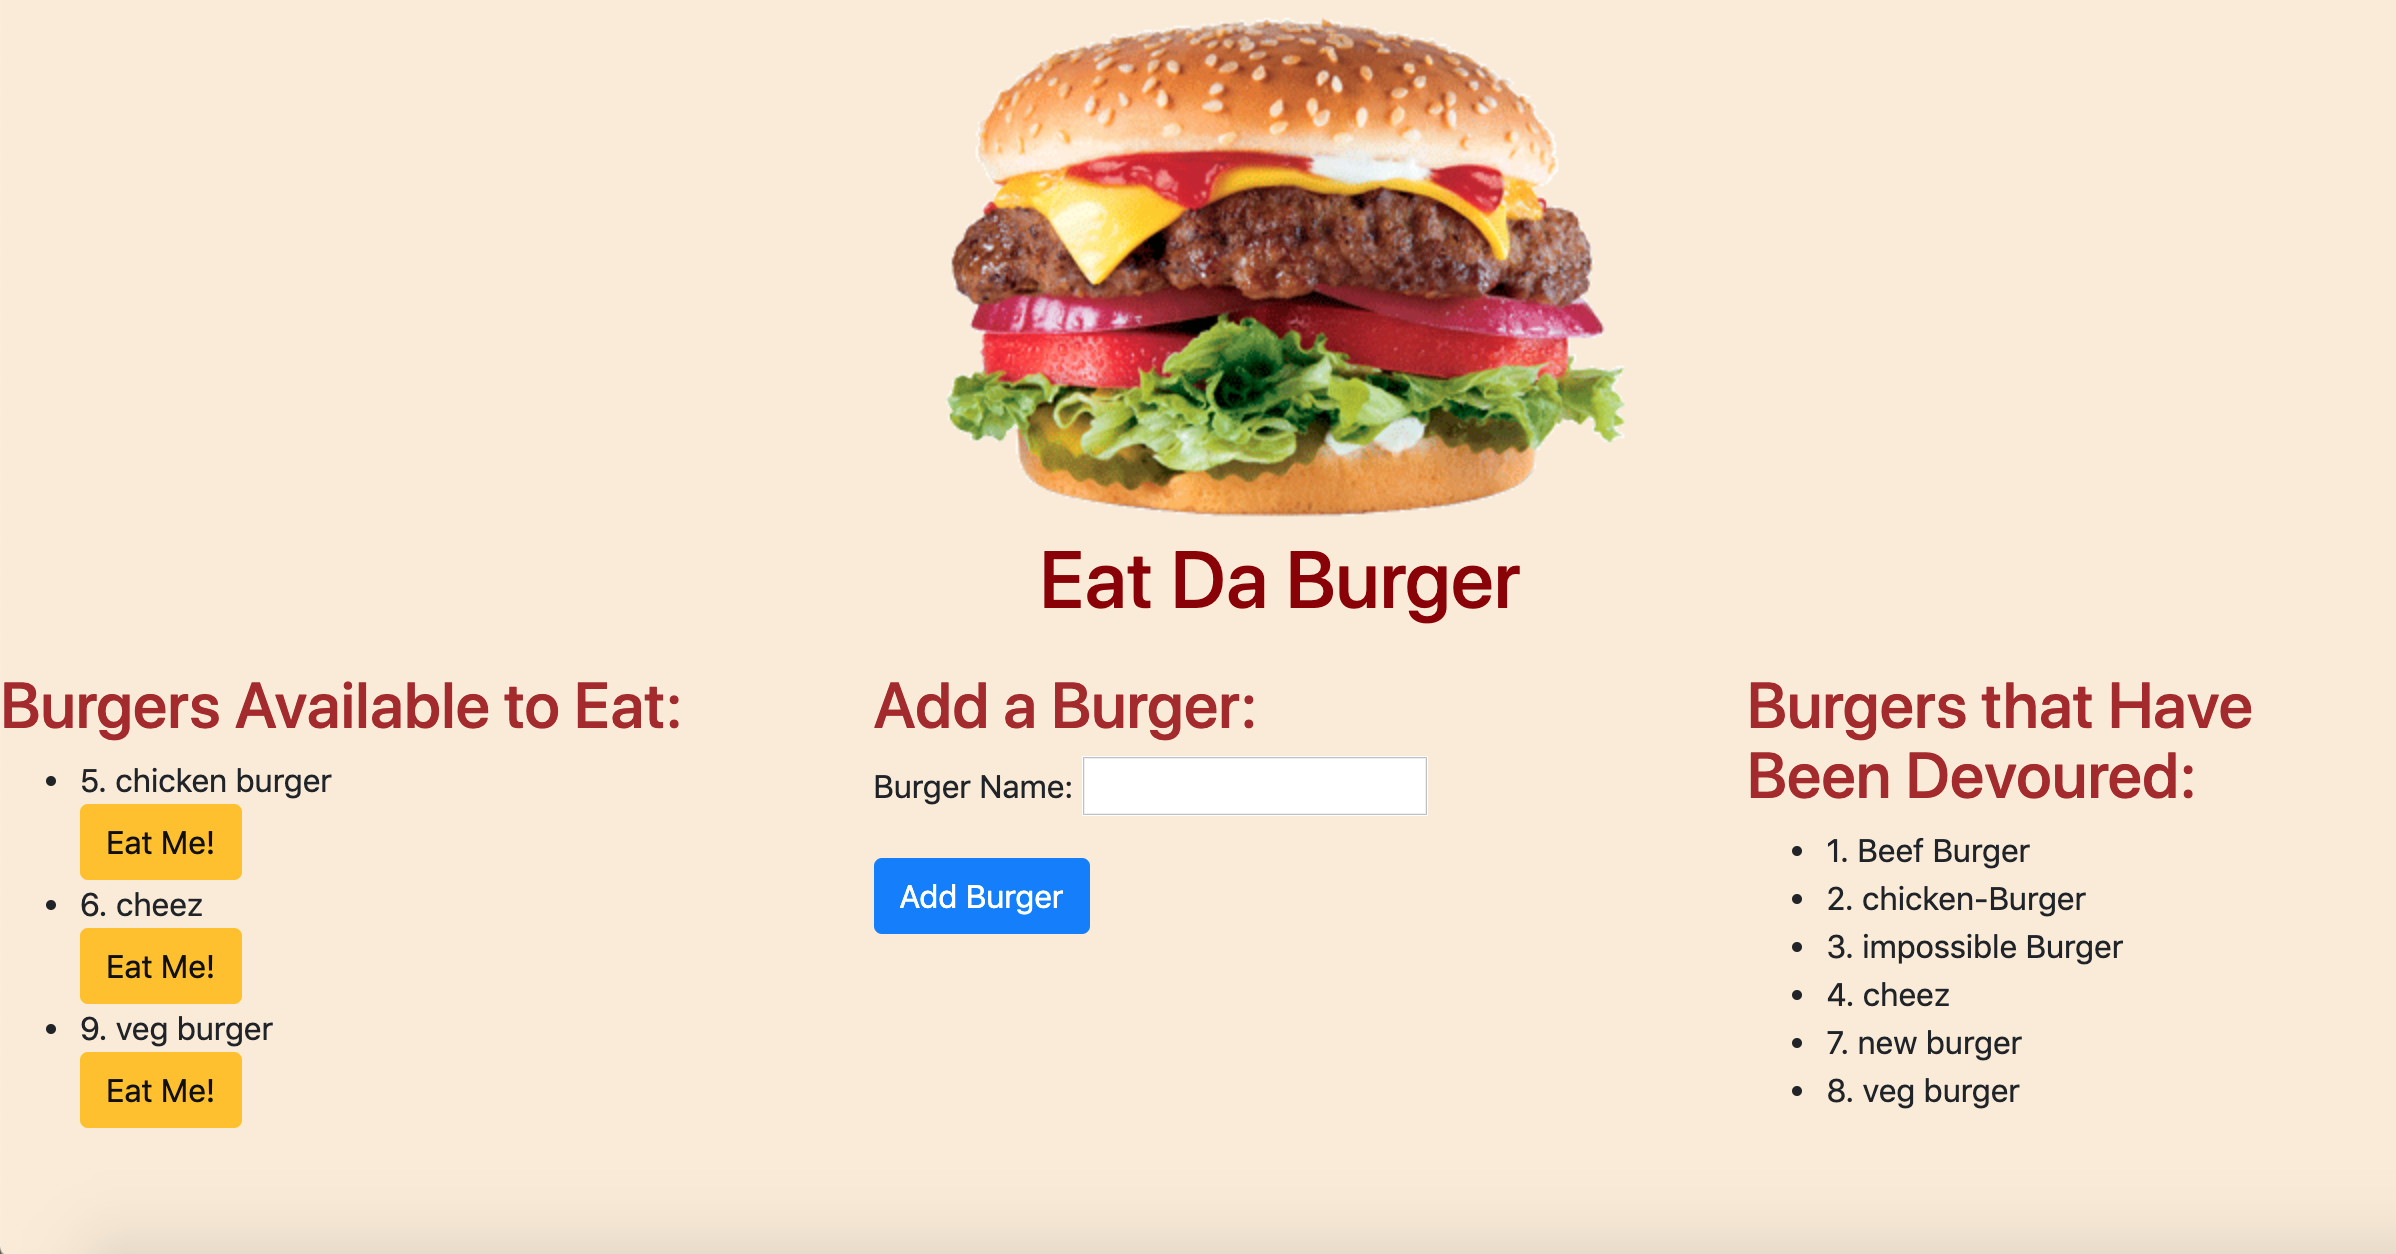 Eat Da Burger
Burgers Available to Eat:
5. chicken burger
Eat Me!
6. cheez
Eat Me!
9. veg burger
Eat Me!
Add a Burger:
Burger Name:
Add Burger
Burgers that Have
Been Devoured:
1. Beef Burger
2. chicken-Burger
3. impossible Burger
4. cheez
7. new burger
8. veg burger